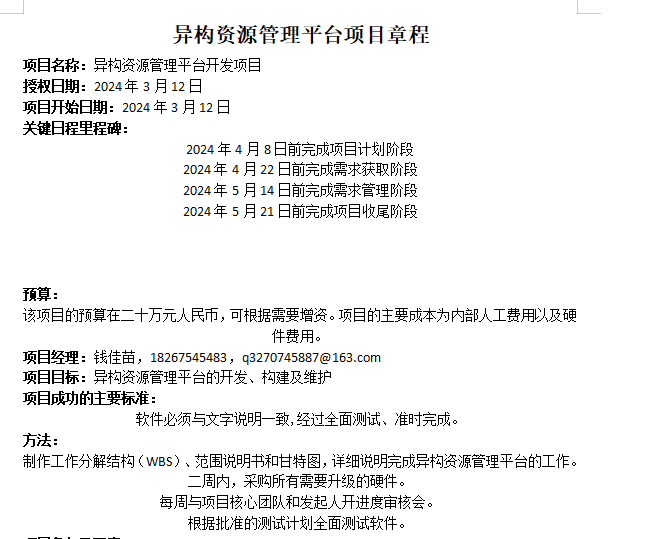 异构资源管理平台项目章程
项目名称：异构资源管理平台开发项目
授权日期：2024 年 3 月 12 日
项目开始日期：2024 年 3 月 12 日
关键日程里程碑：
2024 年 4 月 8 日前完成项目计划阶段
2024 年 4 月 22 日前完成需求获取阶段
2024 年 5 月 14 日前完成需求管理阶段
2024 年 5 月 21 日前完成项目收尾阶段
预算：
该项目的预算在二十万元人民币，可根据需要增资。项目的主要成本为内部人工费用以及硬
件费用。
项目经理：钱佳苗，18267545483，q3270745887@163.com
项目目标：异构资源管理平台的开发、构建及维护
项目成功的主要标准：
软件必须与文字说明一致,经过全面测试、准时完成。
方法：
制作工作分解结构（WBS）、范围说明书和甘特图，详细说明完成异构资源管理平台的工作。
二周内，采购所有需要升级的硬件。
每周与项目核心团队和发起人开进度审核会。
根据批准的测试计划全面测试软件。